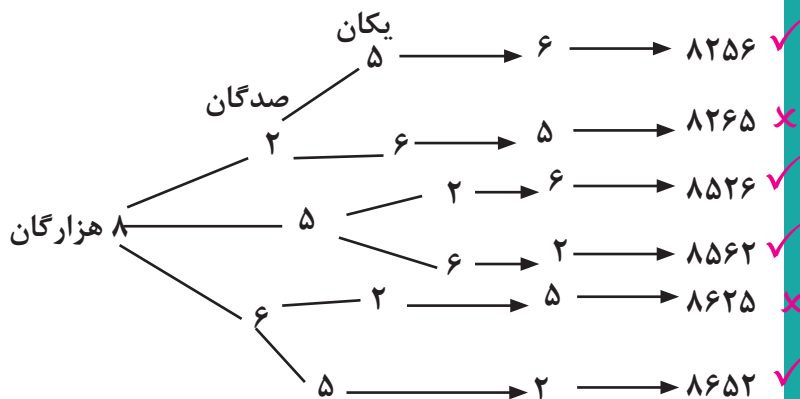 یکان
۵ ۶ ۸۲۵۶ ✓
صدگان
۲ ۶ ۵ ۸۲۶۵ ✗
۲ ۶ ۸۵۲۶ ✓
۸ هزارگان ۵
۶ ۲ ۸۵۶۲ ✓
۶ ۲ ۵ ۸۶۲۵ ✗
۵ ۲ ۸۶۵۲ ✓